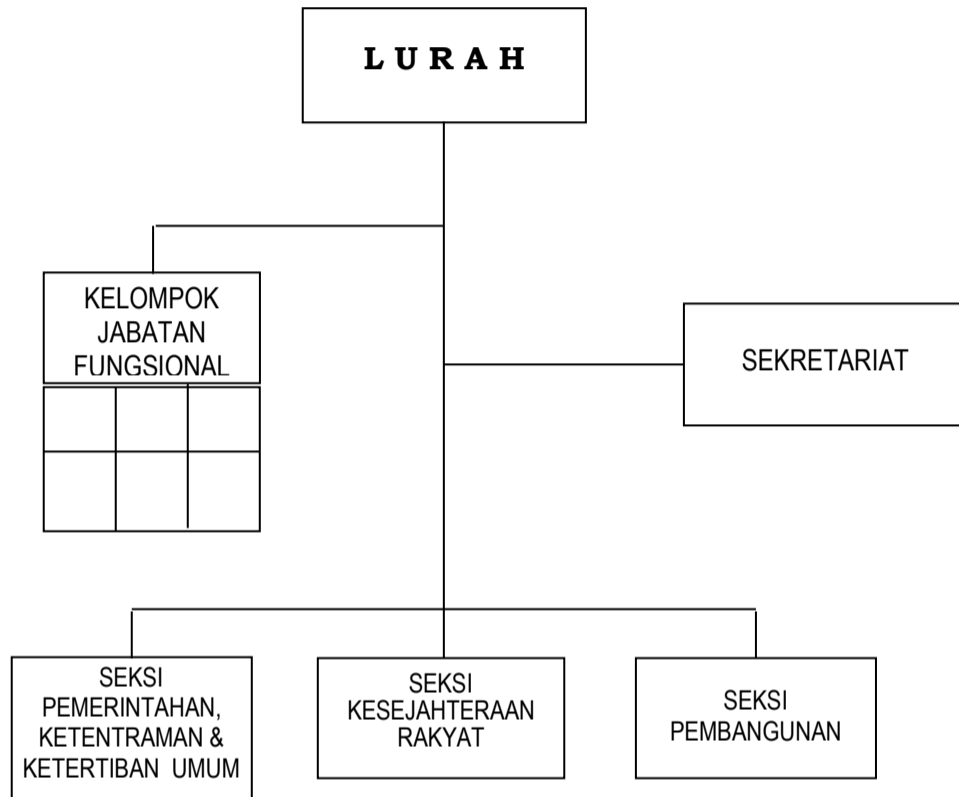 L U R A H
KELOMPOK
JABATAN
FUNGSIONAL
SEKRETARIAT
SEKSI
PEMERINTAHAN,
KETENTRAMAN &
KETERTIBAN UMUM
SEKSI
KESEJAHTERAAN
RAKYAT
SEKSI
PEMBANGUNAN